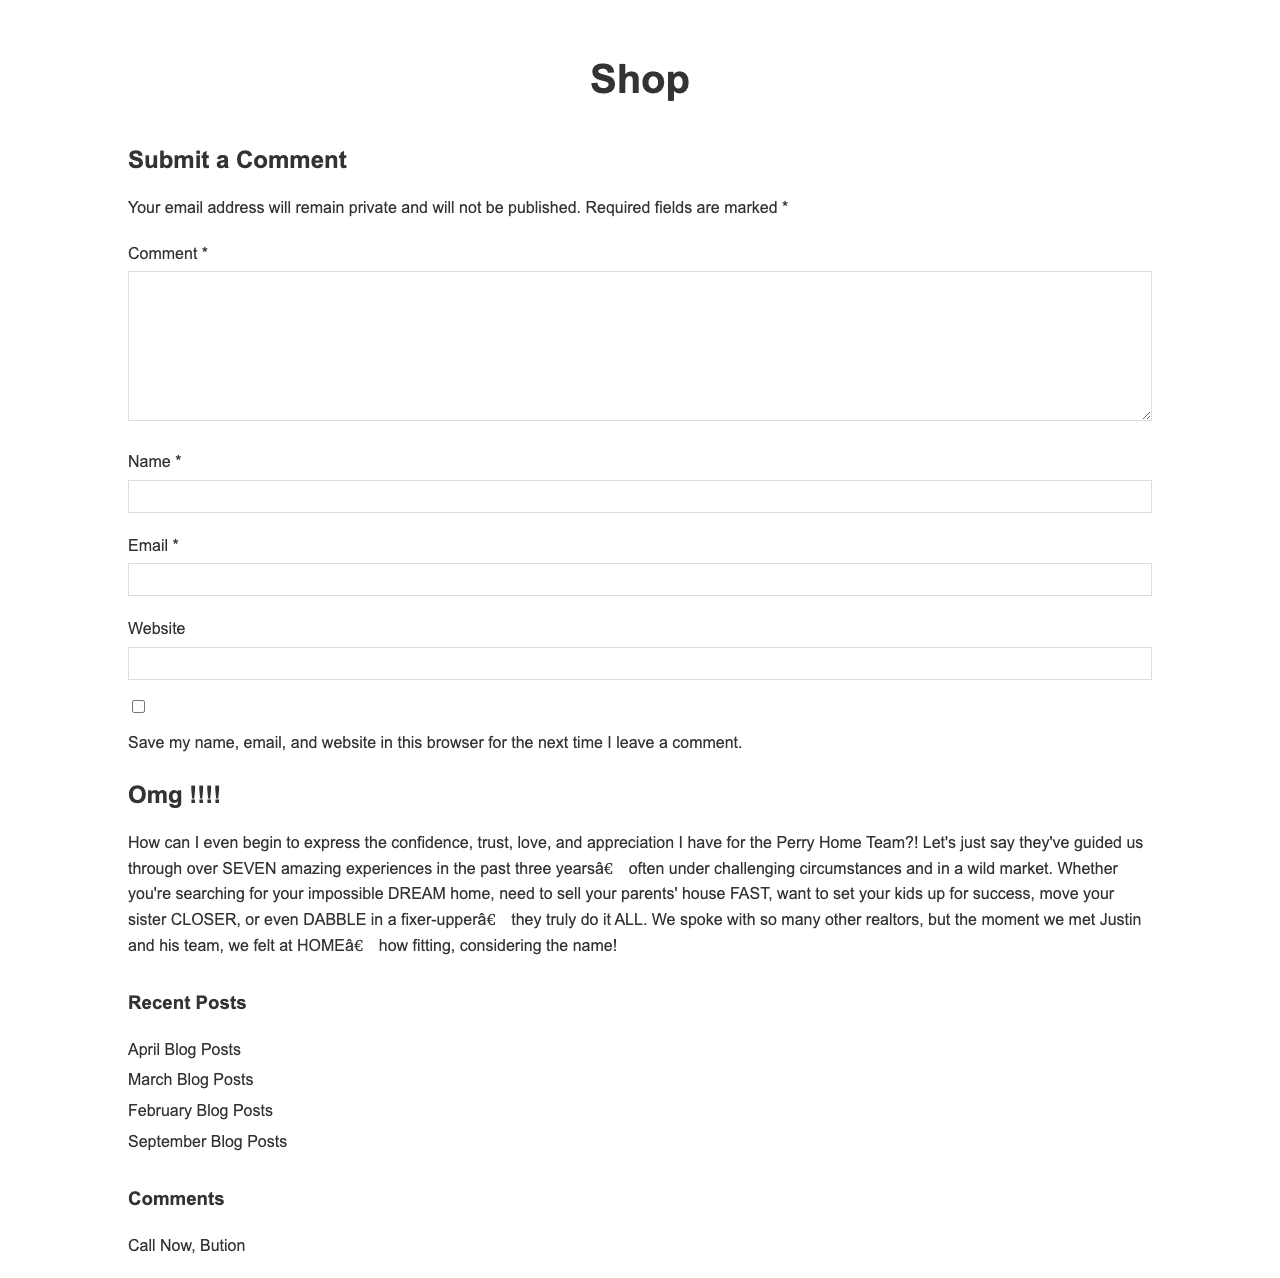 Shop
Submit a Comment
Your email address will remain private and will not be published. Required fields are marked *
Comment *
Name *
Email *
Website
Save my name, email, and website in this browser for the next time I leave a comment.
Omg !!!!
How can I even begin to express the confidence, trust, love, and appreciation I have for the Perry Home Team?! Let's just say they've guided us
through over SEVEN amazing experiences in the past three yearsâ€ often under challenging circumstances and in a wild market. Whether
you're searching for your impossible DREAM home, need to sell your parents' house FAST, want to set your kids up for success, move your
sister CLOSER, or even DABBLE in a fixer-upperâ€ they truly do it ALL. We spoke with so many other realtors, but the moment we met Justin
and his team, we felt at HOMEâ€ how fitting, considering the name!
Recent Posts
April Blog Posts
March Blog Posts
February Blog Posts
September Blog Posts
Comments
Call Now, Bution